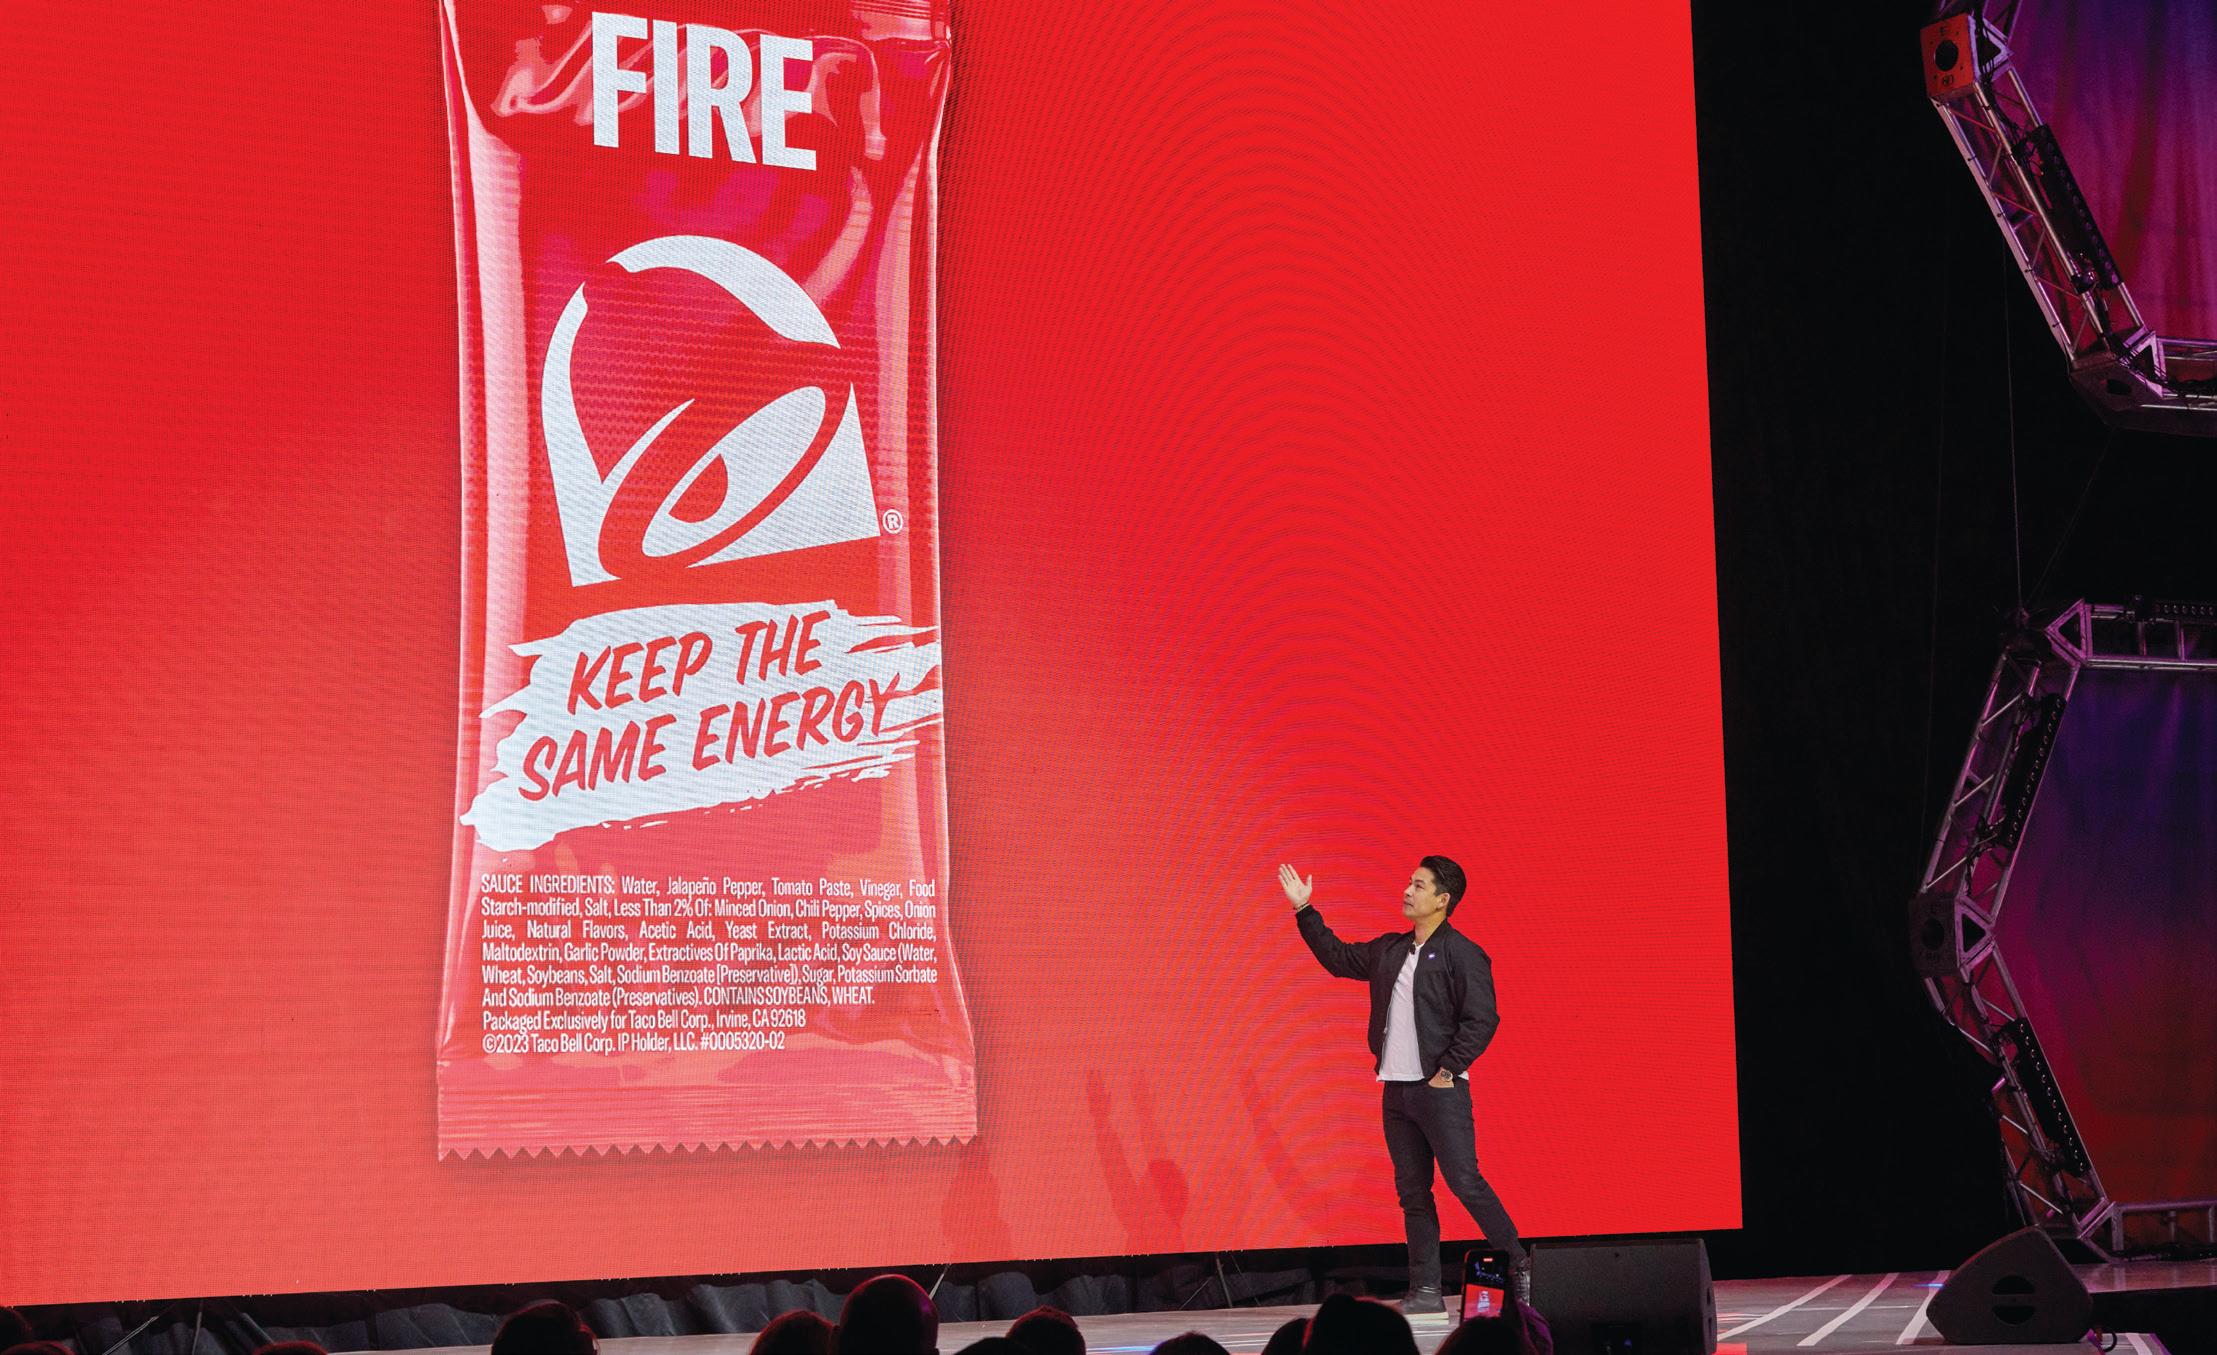 FIRE
®
KEEP THE
SAME ENERGY
SAUCE INGREDIENTS: Water, Jalapeño Pepper, Tomato Paste, Vinegar, Food
Starch-modified, Salt, Less Than 2% Of: Minced Onion, Chili Pepper, Spices, Onion
Juice, Natural Flavors, Acetic Acid, Yeast Extract, Potassium Chloride,
Maltodextrin, Garlic Powder, Extractives Of Paprika, Lactic Acid, Soy Sauce (Water,
Wheat, Soybeans, Salt, Sodium Benzoate [Preservative]), Sugar, Potassium Sorbate
And Sodium Benzoate (Preservatives). CONTAINS SOYBEANS, WHEAT.
Packaged Exclusively for Taco Bell Corp., Irvine, CA 92618
©2023 Taco Bell Corp. IP Holder, LLC. #0005320-02